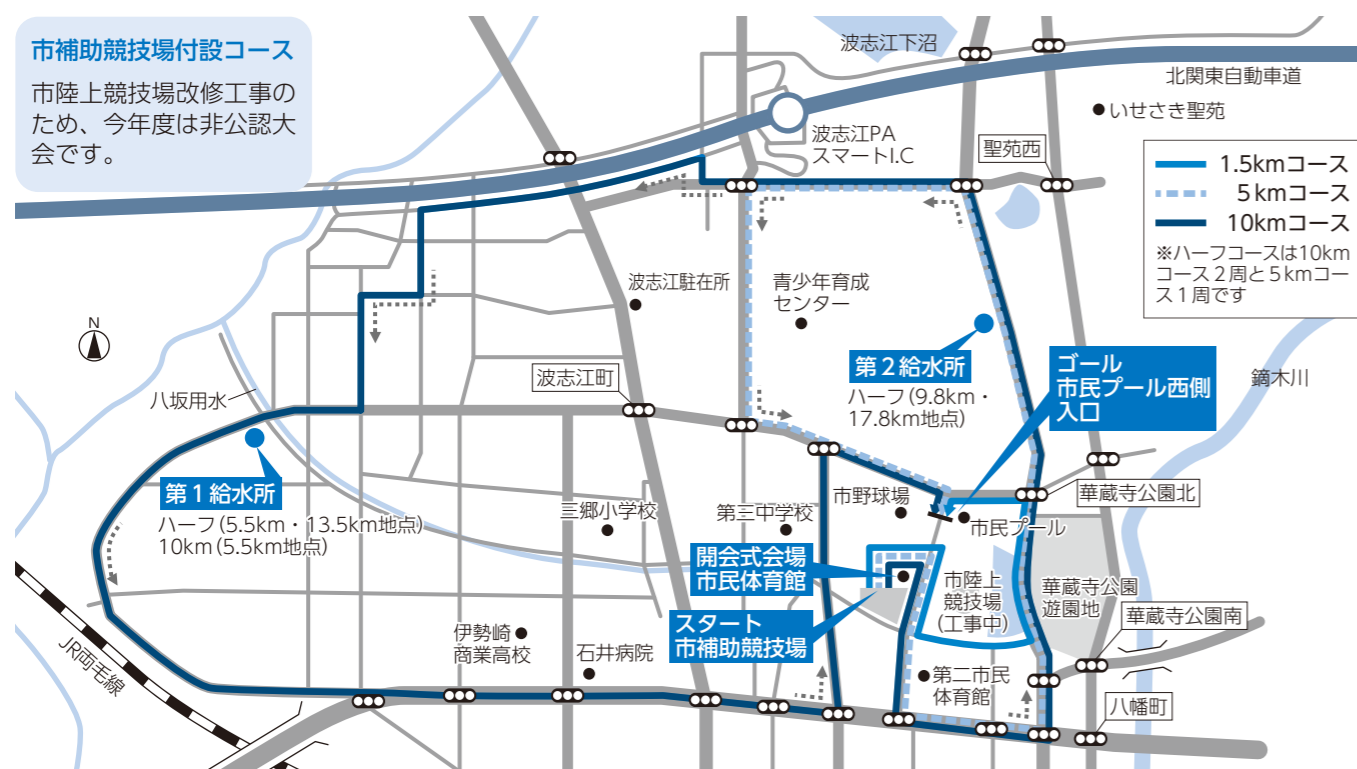 市補助競技場付設コース
市陸上競技場改修工事の
ため、今年度は非公認大
会です。
波志江下沼
北関東自動車道
いせさき聖苑
波志江PA
スマートI.C
聖苑西
1.5kmコース
5kmコース
10kmコース
※ハーフコースは10km
コース2周と5kmコー
ス1周です
N
波志江駐在所
青少年育成
センター
第2給水所
ハーフ(9.8km・
17.8km地点)
ゴール
市民プール西側
入口
鏑木川
八坂用水
波志江町
第1給水所
ハーフ(5.5km・13.5km地点)
10km(5.5km地点)
三郷小学校
第三中学校
市野球場
市民プール
華蔵寺公園北
開会式会場
市民体育館
スタート
市補助競技場
市陸上
競技場
(工事中)
華蔵寺公園
遊園地
華蔵寺公園南
JR両毛線
伊勢崎
商業高校
石井病院
第二市民
体育館
八幡町